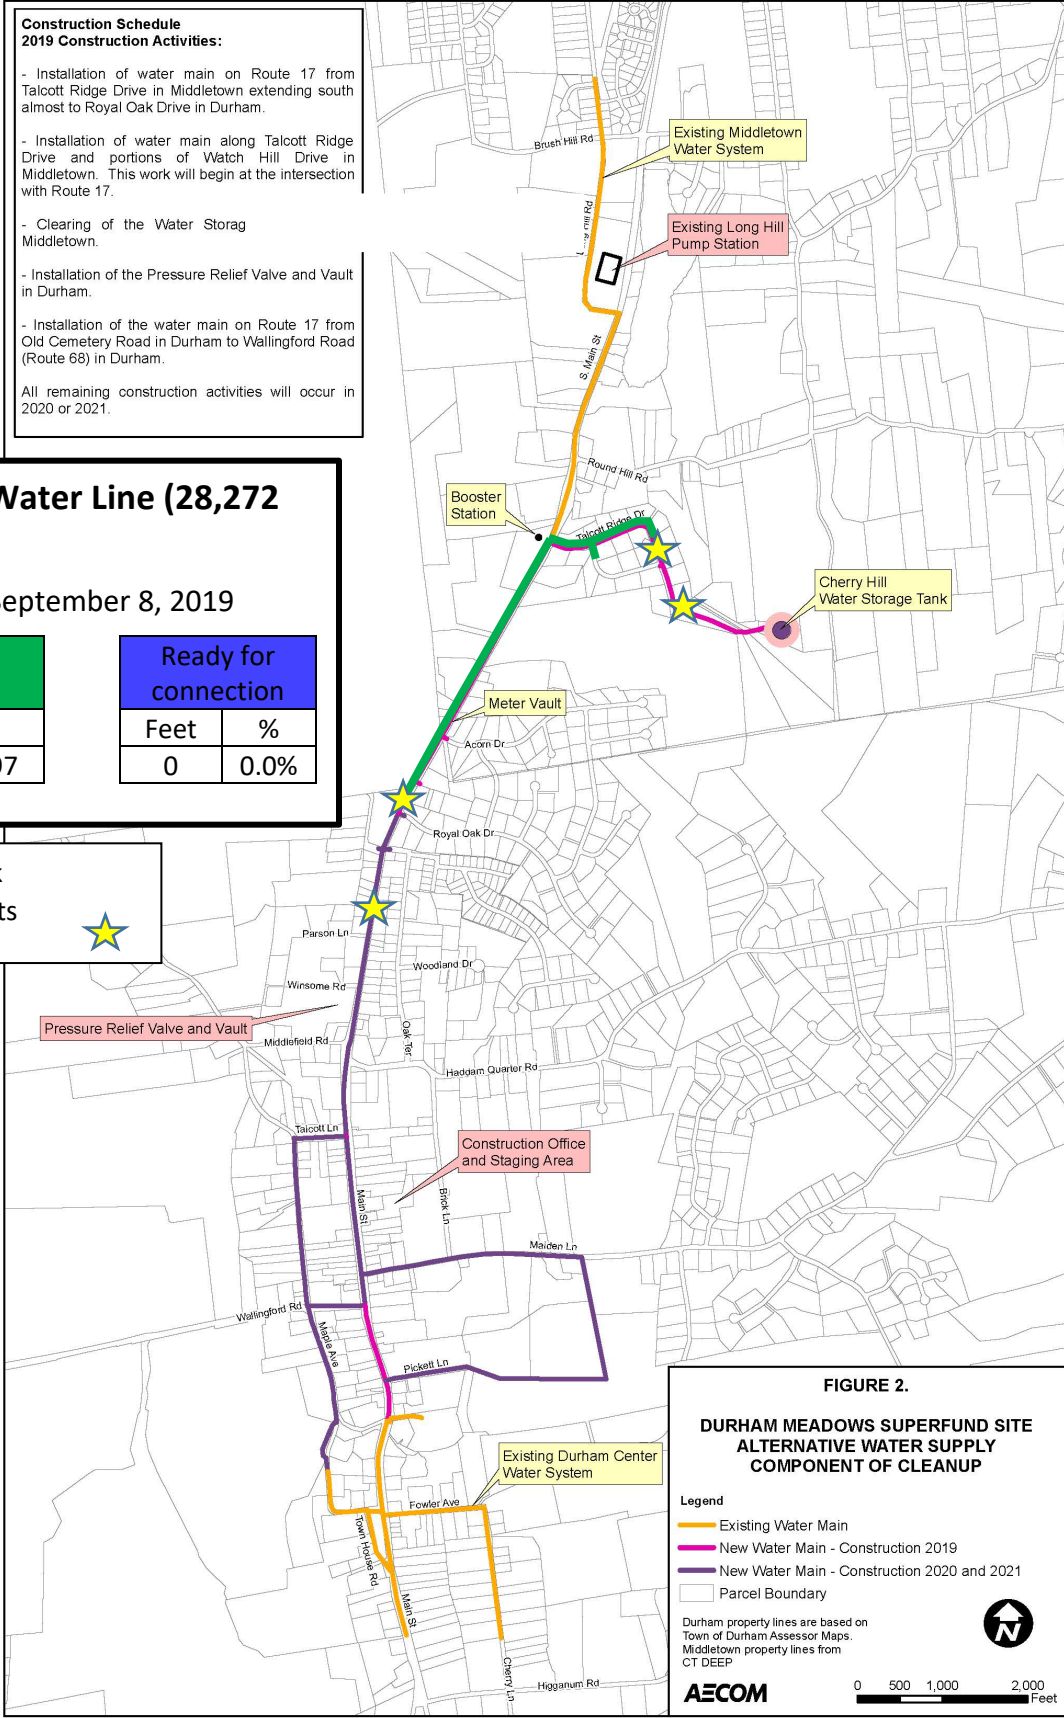 Construction Schedule
2019 Construction Activities:
- Installation of water main on Route 17 from
Talcott Ridge Drive in Middletown extending south
almost to Royal Oak Drive in Durham.
- Installation of water main along Talcott Ridge
Drive and portions of Watch Hill Drive in
Middletown. This work will begin at the intersection
with Route 17.
- Clearing of the Water Storag
Middletown.
- Installation of the Pressure Relief Valve and Vault
in Durham.
- Installation of the water main on Route 17 from
Old Cemetery Road in Durham to Wallingford Road
(Route 68) in Durham.
All remaining construction activities will occur in
2020 or 2021.
Water Line (28,272
September 8, 2019
Ready for
connection
Feet %
97
0 0.0%
ts
Brush Hill Rd
Existing Middletown
Water System
Hill Rd
Existing Long Hill
Pump Station
S. Main St
Round Hill Rd
Booster
Station
Talcott Ridge Dr
Cherry Hill
Water Storage Tank
Meter Vault
Acorn Dr
Royal Oak Dr
Parson Ln
Woodland Dr
Winsome Rd
Pressure Relief Valve and Vault
Middlefield Rd
Oak Ter
Haddam Quarter Rd
Talcott Ln
Construction Office
and Staging Area
Main St
Brick Ln
Maiden Ln
Wallingford Rd
Maple Ave
Pickett Ln
Existing Durham Center
Water System
Fowler Ave
Town House Rd
Main St
Cherry Ln
Higganum Rd
FIGURE 2.
DURHAM MEADOWS SUPERFUND SITE
ALTERNATIVE WATER SUPPLY
COMPONENT OF CLEANUP
Legend
Existing Water Main
New Water Main - Construction 2019
New Water Main - Construction 2020 and 2021
Parcel Boundary
Durham property lines are based on
Town of Durham Assessor Maps.
Middletown property lines from
CT DEEP
N
AECOM
0 500 1,000 2,000
Feet